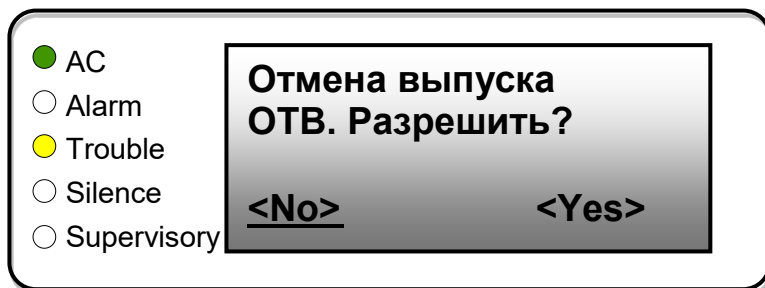 AC
Alarm
Trouble
Silence
Supervisory
Отмена выпуска
ОТВ. Разрешить?
<No> <Yes>